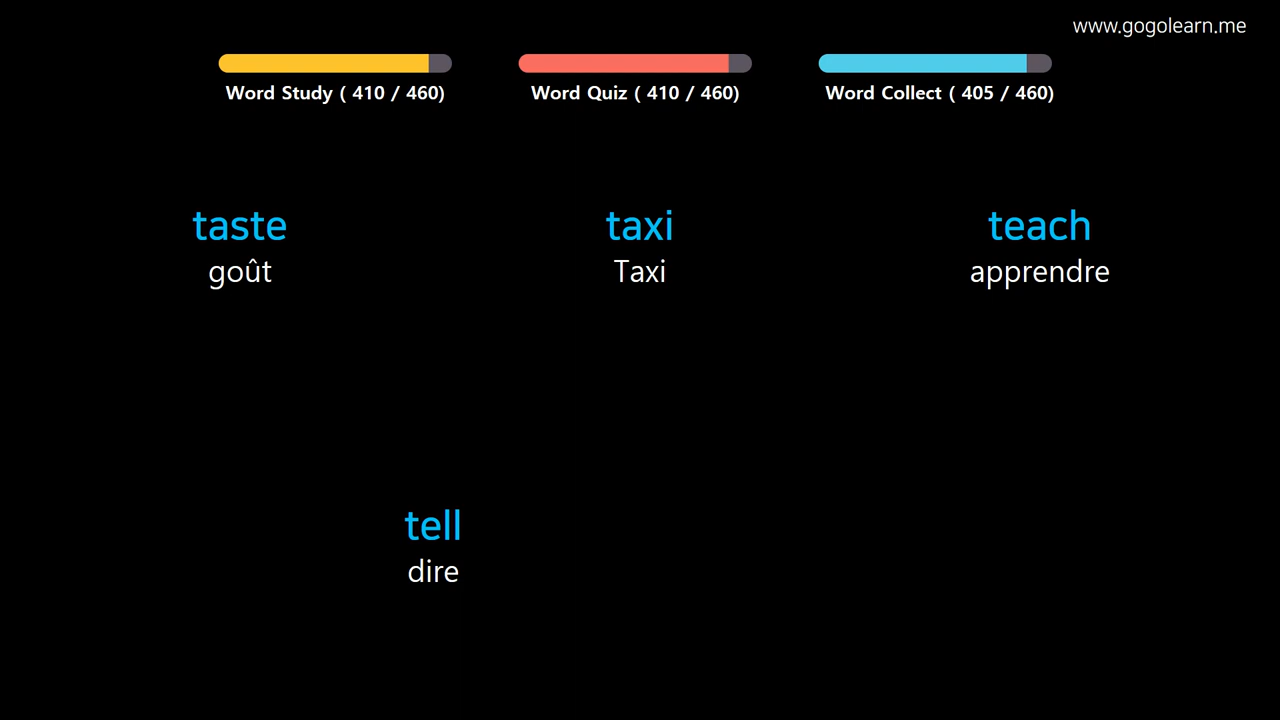 www.gogolearn.me
Word Study ( 410 / 460)
Word Quiz ( 410 / 460)
Word Collect ( 405 / 460)
taste
goût
taxi
Taxi
teach
apprendre
tell
dire